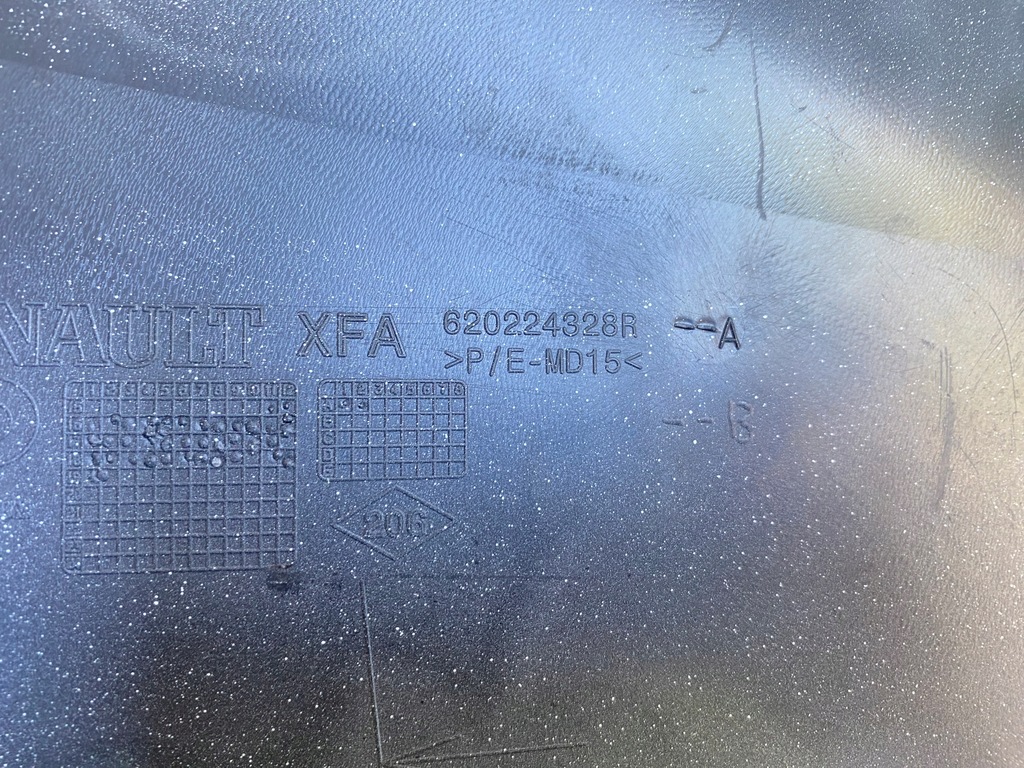 NAULT XFA 620224328R --A
>P/E-MD15<
--B
206